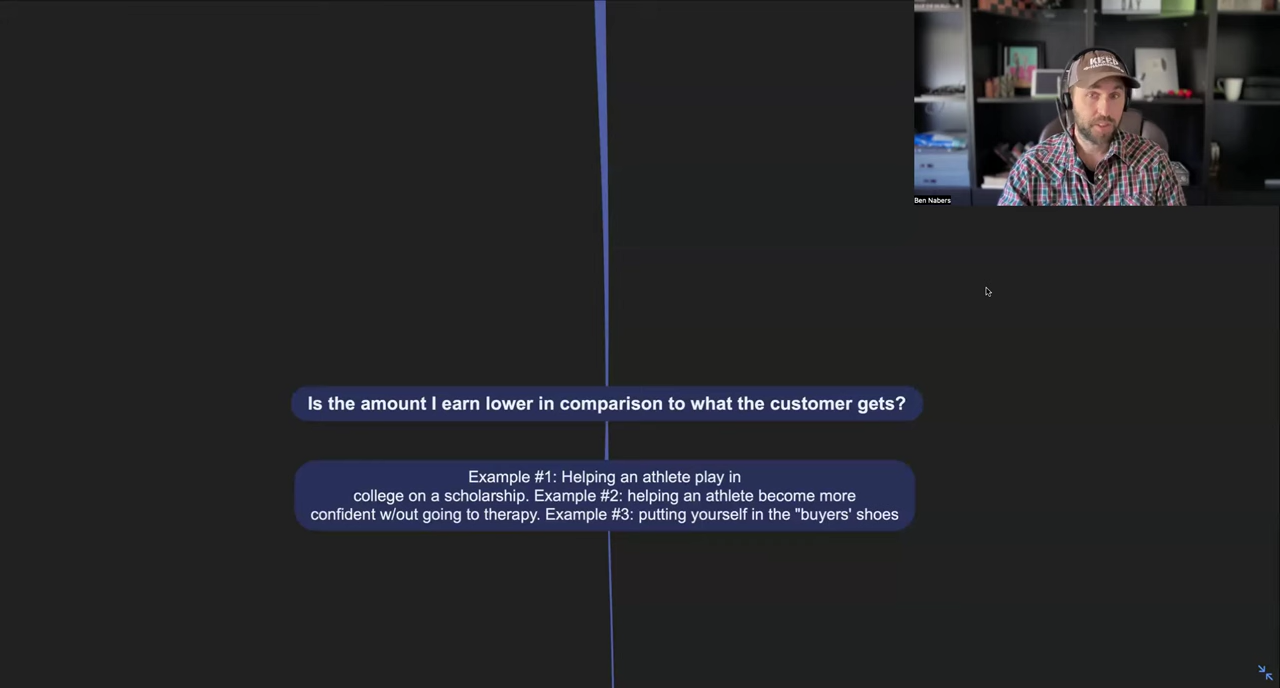 KEEP
Ben Nabers
Is the amount I earn lower in comparison to what the customer gets?
Example #1: Helping an athlete play in
college on a scholarship. Example #2: helping an athlete become more
confident w/out going to therapy. Example #3: putting yourself in the "buyers' shoes